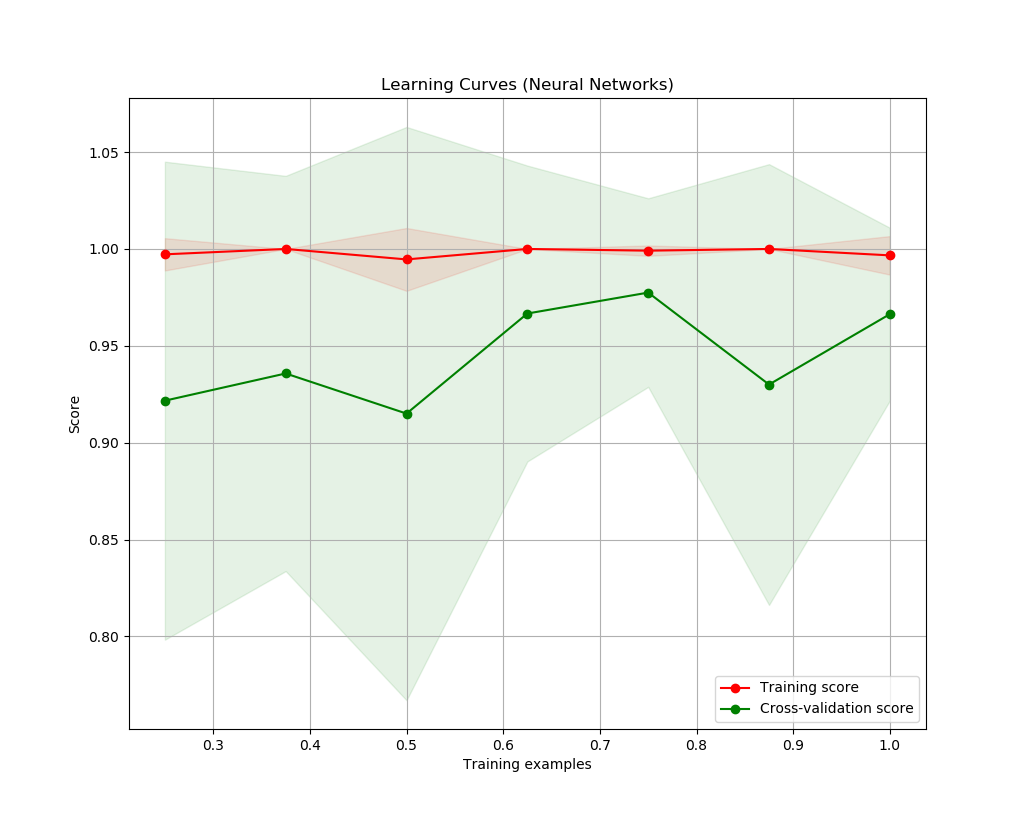 Learning Curves (Neural Networks)
1.05
1.00
0.95
0.90
0.85
0.80
Score
0.3 0.4 0.5 0.6 0.7 0.8 0.9 1.0
Training examples
Training score
Cross-validation score